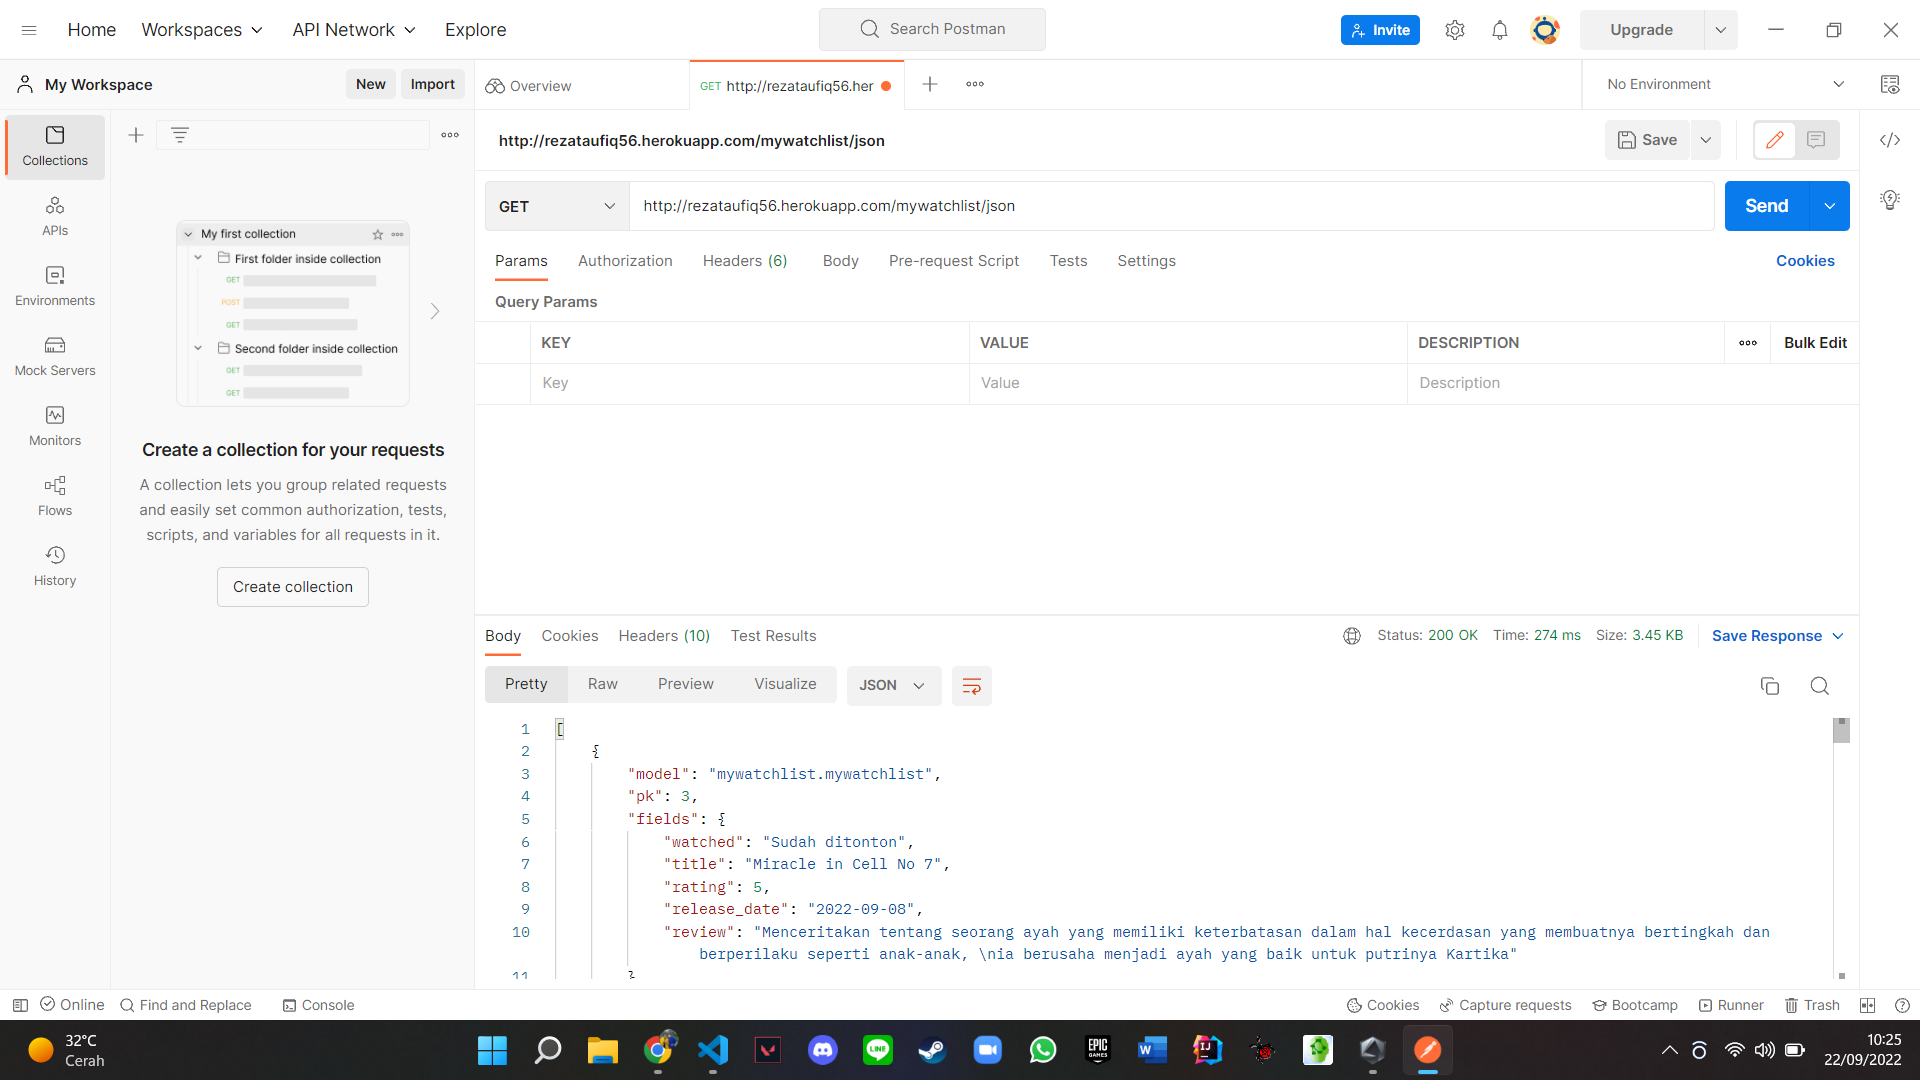 Home
Workspaces
API Network
Explore
Search Postman
Invite
Upgrade
My Workspace
New
Import
Overview
GET http://rezataufiq56.her
No Environment
Collections
APIs
Environments
Mock Servers
Monitors
Flows
History
My first collection
First folder inside collection
GET
POST
GET
Second folder inside collection
GET
GET
Create a collection for your requests
A collection lets you group related requests
and easily set common authorization, tests,
scripts, and variables for all requests in it.
Create collection
http://rezataufiq56.herokuapp.com/mywatchlist/json
Save
GET
http://rezataufiq56.herokuapp.com/mywatchlist/json
Send
Params
Authorization
Headers (6)
Body
Pre-request Script
Tests
Settings
Cookies
Query Params
KEY
VALUE
DESCRIPTION
Bulk Edit
Key
Value
Description
Body
Cookies
Headers (10)
Test Results
Status: 200 OK
Time: 274 ms
Size: 3.45 KB
Save Response
Pretty
Raw
Preview
Visualize
JSON
1 [
2 {
3 "model": "mywatchlist.mywatchlist",
4 "pk": 3,
5 "fields": {
6 "watched": "Sudah ditonton",
7 "title": "Miracle in Cell No 7",
8 "rating": 5,
9 "release_date": "2022-09-08",
10 "review": "Menceritakan tentang seorang ayah yang memiliki keterbatasan dalam hal kecerdasan yang membuatnya bertingkah dan
berperilaku seperti anak-anak, \nia berusaha menjadi ayah yang baik untuk putrinya Kartika"
11 }
Online
Find and Replace
Console
Cookies
Capture requests
Bootcamp
Runner
Trash
32°C
Cerah
LINE
EPIC
GAMES
W
IJ
10:25
22/09/2022